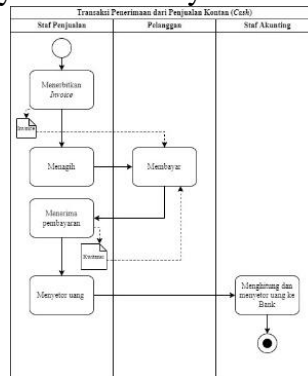 Transaksi Penerimaan dari Penjualan Kontan (Cash)
Staf Penjualan
Pelanggan
Staf Akunting
Menerbitkan
Invoice
Invoice
Menagih
Membayar
Menerima
pembayaran
Kwitansi
Menyetor uang
Menghitung dan
menyetor uang ke
Bank